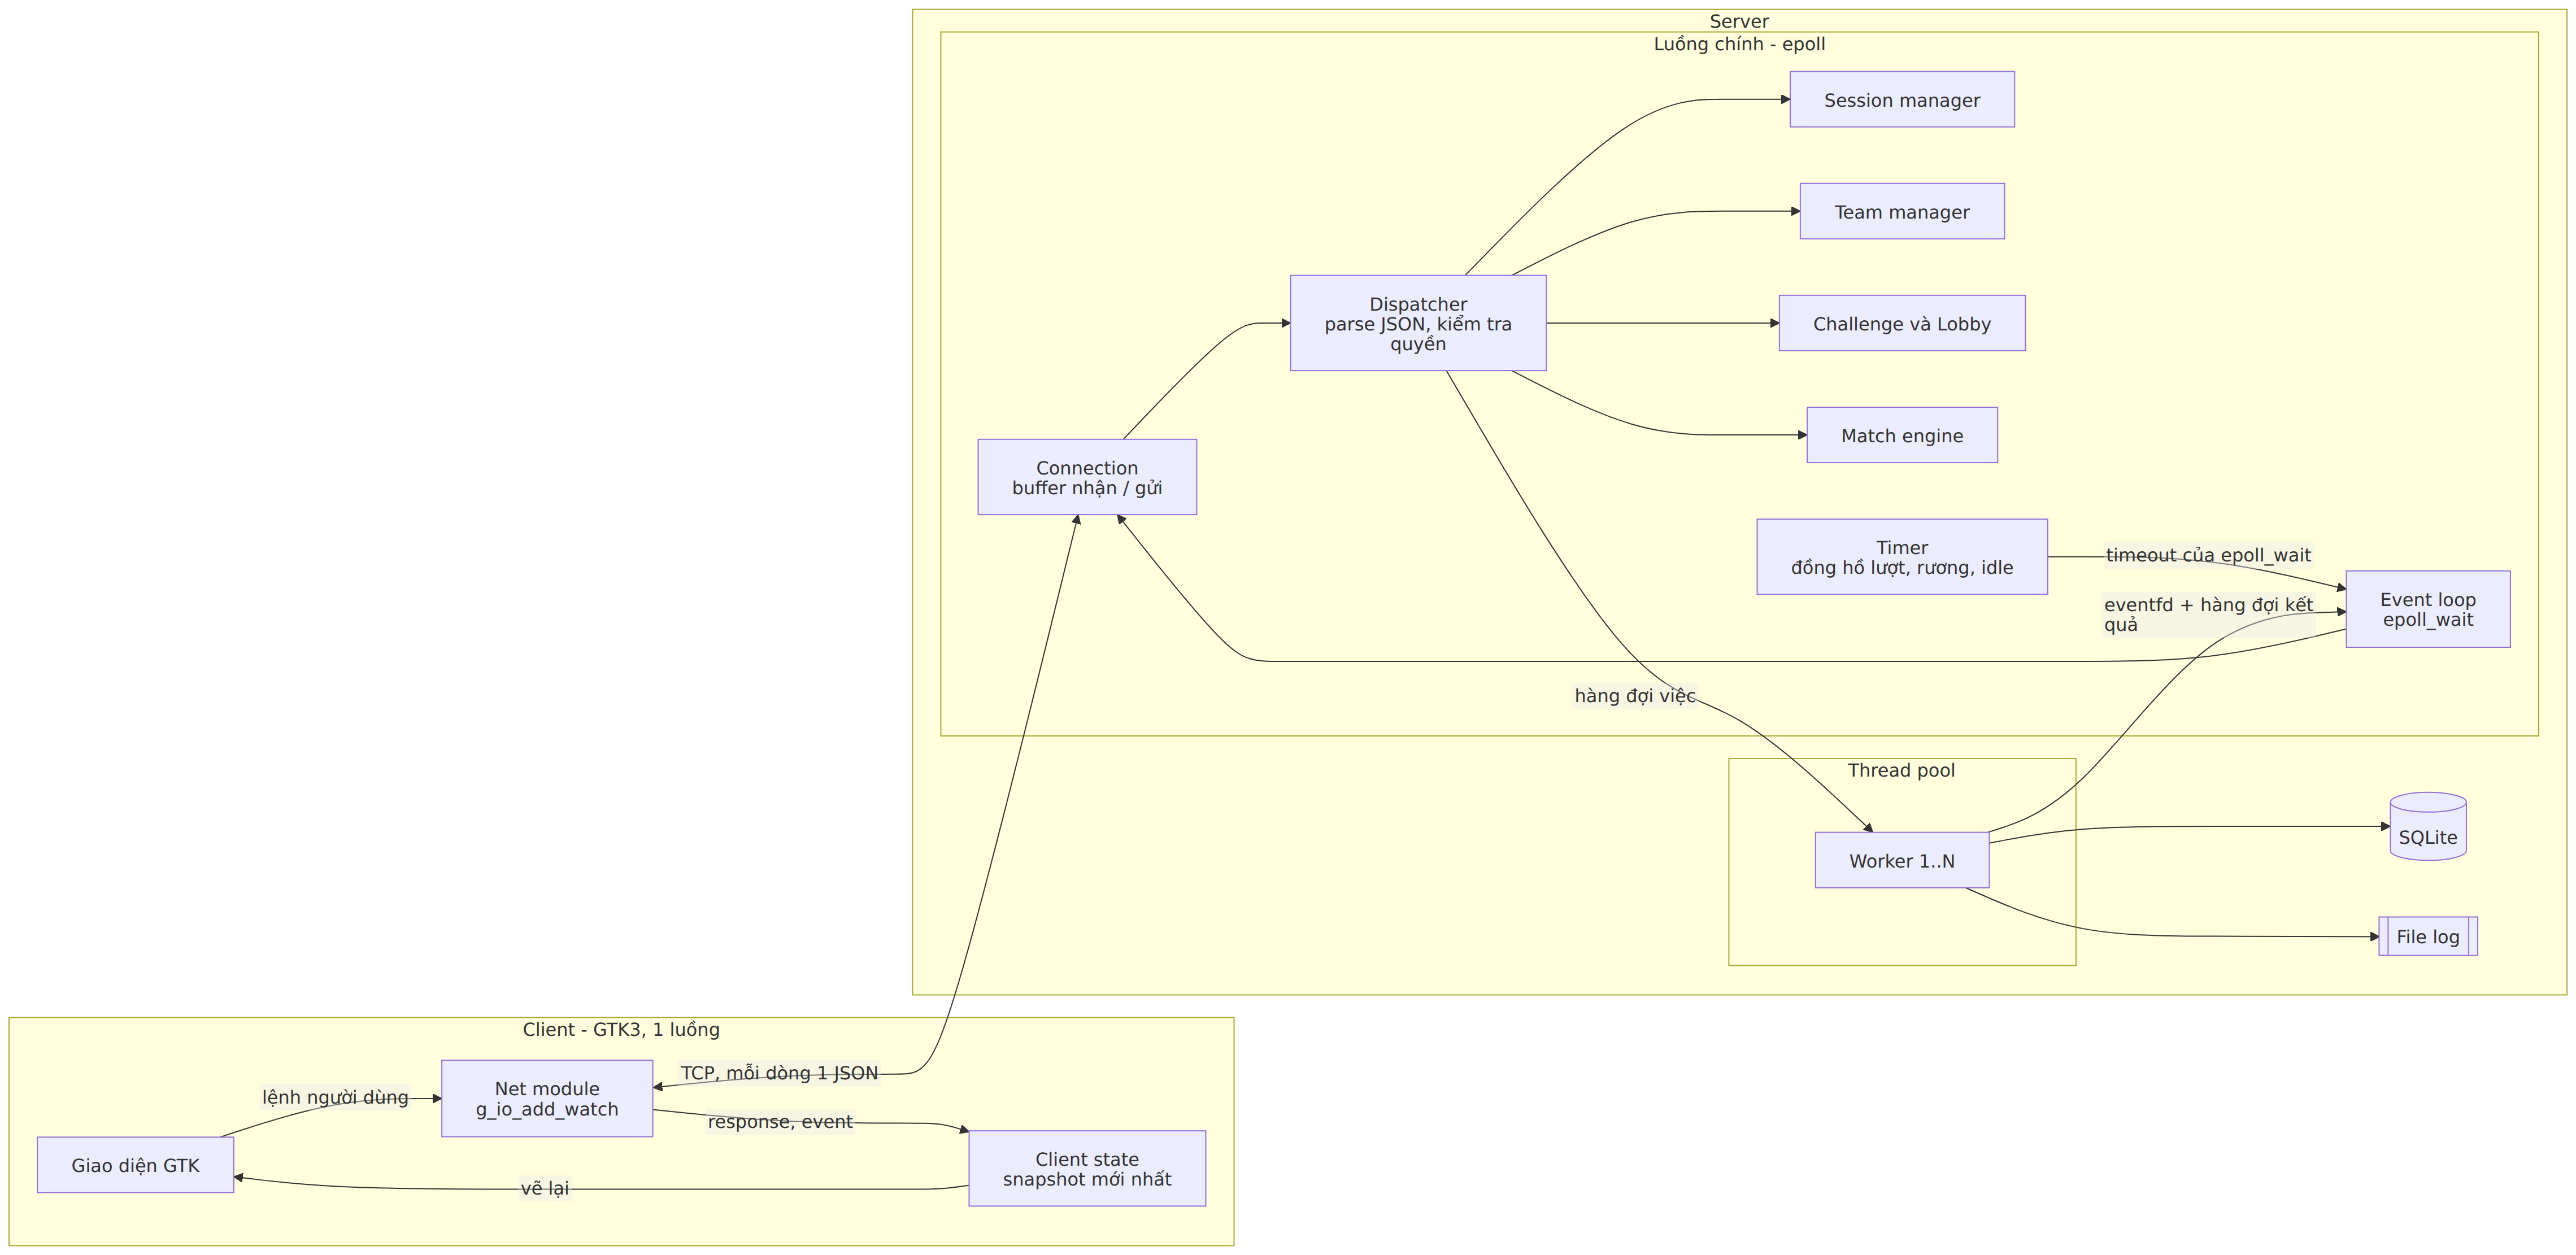 Server
Luồng chính - epoll
Session manager
Team manager
Dispatcher
parse JSON, kiểm tra
quyền
Challenge và Lobby
Match engine
Connection
buffer nhận / gửi
Timer
đồng hồ lượt, rương, idle
timeout của epoll_wait
eventfd + hàng đợi kết
quả
Event loop
epoll_wait
hàng đợi việc
Thread pool
Worker 1..N
SQLite
File log
Client - GTK3, 1 luồng
lệnh người dùng
Net module
g_io_add_watch
TCP, mỗi dòng 1 JSON
response, event
Giao diện GTK
Client state
snapshot mới nhất
vẽ lại